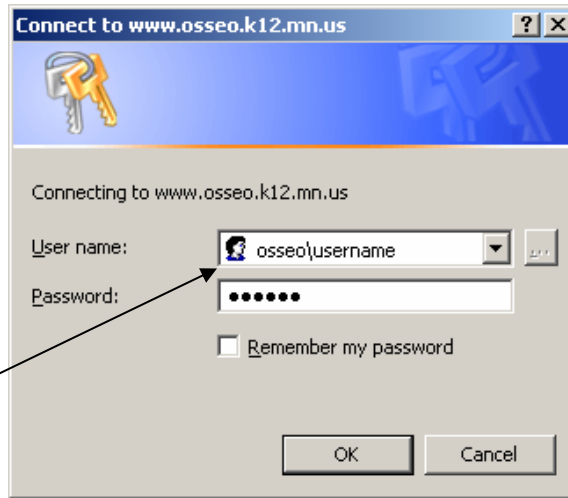 Connect to www.osseo.k12.mn.us ? X
Connecting to www.osseo.k12.mn.us
User name: osseo\username ...
Password: ●●●●●●
Remember my password
OK Cancel